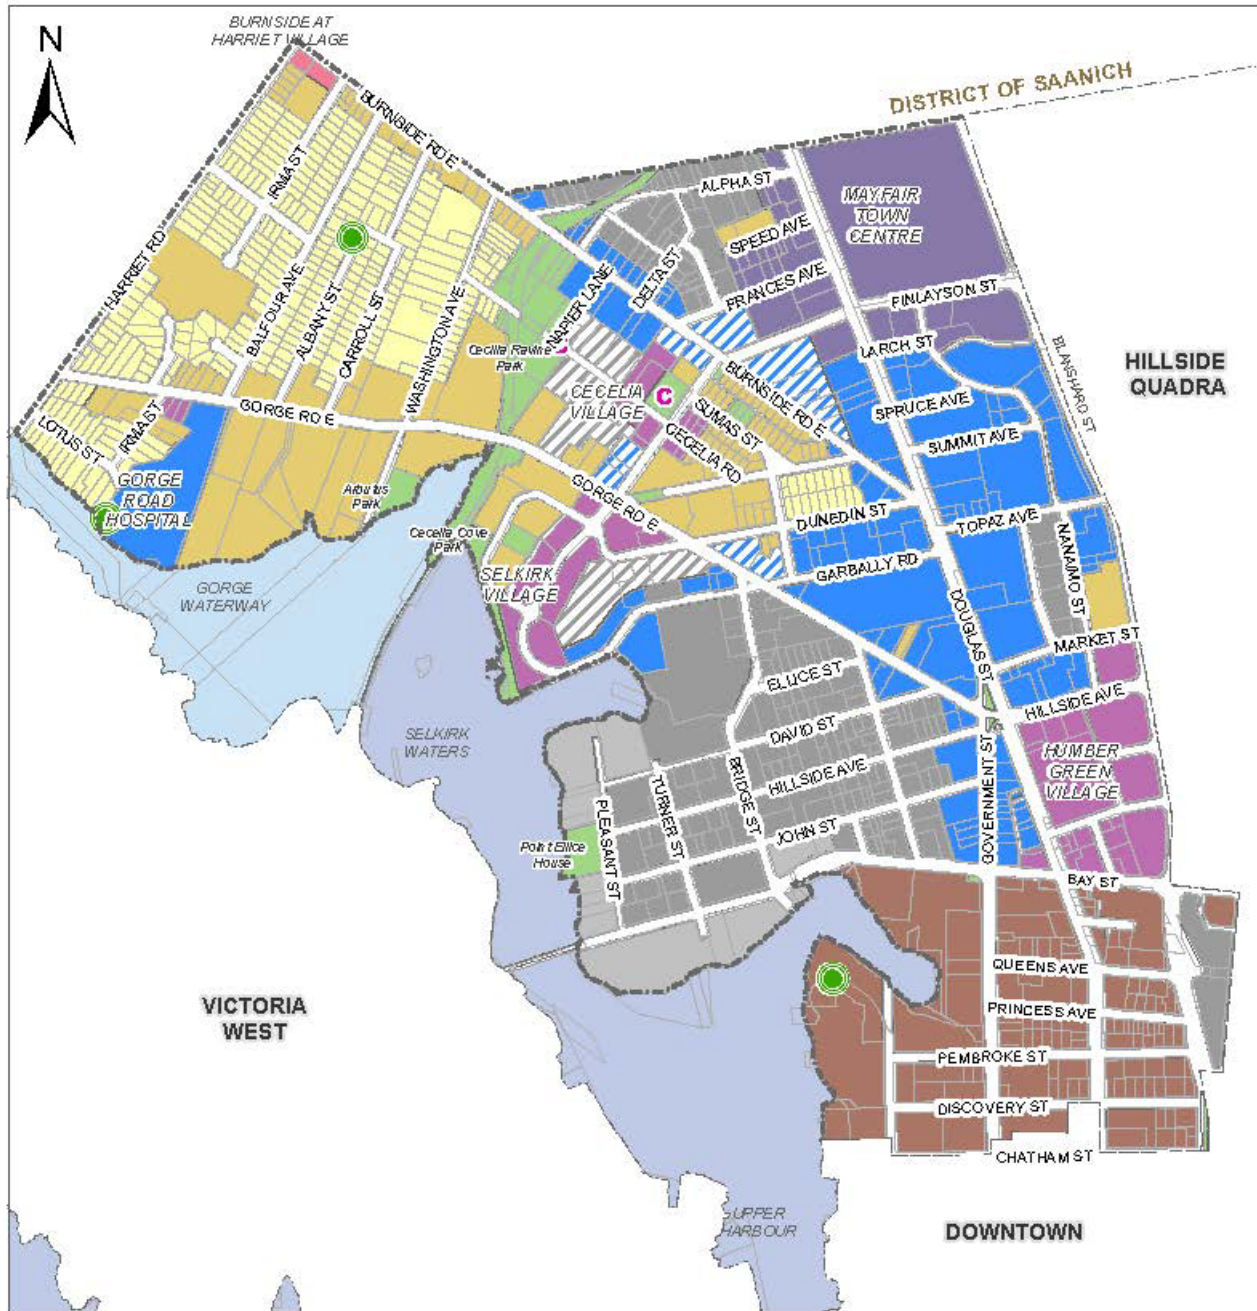 BURNSIDE AT
HARRIET VILLAGE
N
DISTRICT OF SAANICH
BURNSIDE RD E
IRMA ST
ALPHA ST
MAYFAIR
TOWN
CENTRE
SPEED AVE
HARRIET RD
DELTA ST
NAPIER LANE
FRANCES AVE
FINLAYSON ST
BALFOUR AVE
ALBANY ST
CARROLL ST
WASHINGTON AVE
LARCH ST
BLANSHARD ST
Cecilia Ravine
Park
HILLSIDE
QUADRA
CECELIA
VILLAGE
C
BURNSIDE RD E
SPRUCE AVE
GORGE RD E
SUMAS ST
SUMMIT AVE
LOTUS ST
IRMA ST
CECELIA RD
GORGE
ROAD
HOSPITAL
Arbutus
Park
GORGE RD E
DUNEDIN ST
TOPAZ AVE
NANAIMO ST
Cecelia Cove
Park
GARBALLY RD
GORGE
WATERWAY
SELKIRK
VILLAGE
DOUGLAS ST
MARKET ST
ELLICE ST
HILLSIDE AVE
DAVID ST
SELKIRK
WATERS
BRIDGE ST
HILLSIDE AVE
GOVERNMENT ST
HUMBER
GREEN
VILLAGE
PLEASANT ST
TURNER ST
JOHN ST
Point Ellice
House
BAY ST
QUEENS AVE
VICTORIA
WEST
PRINCESS AVE
PEMBROKE ST
DISCOVERY ST
CHATHAM ST
UPPER
HARBOUR
DOWNTOWN